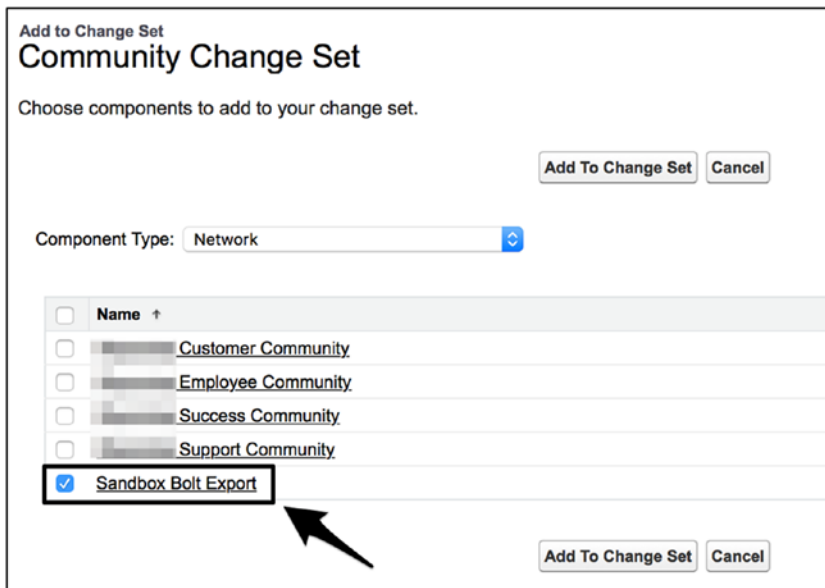 Add to Change Set
Community Change Set
Choose components to add to your change set.
Add To Change Set Cancel
Component Type: Network
Name ↑
Customer Community
Employee Community
Success Community
Support Community
Sandbox Bolt Export
Add To Change Set Cancel